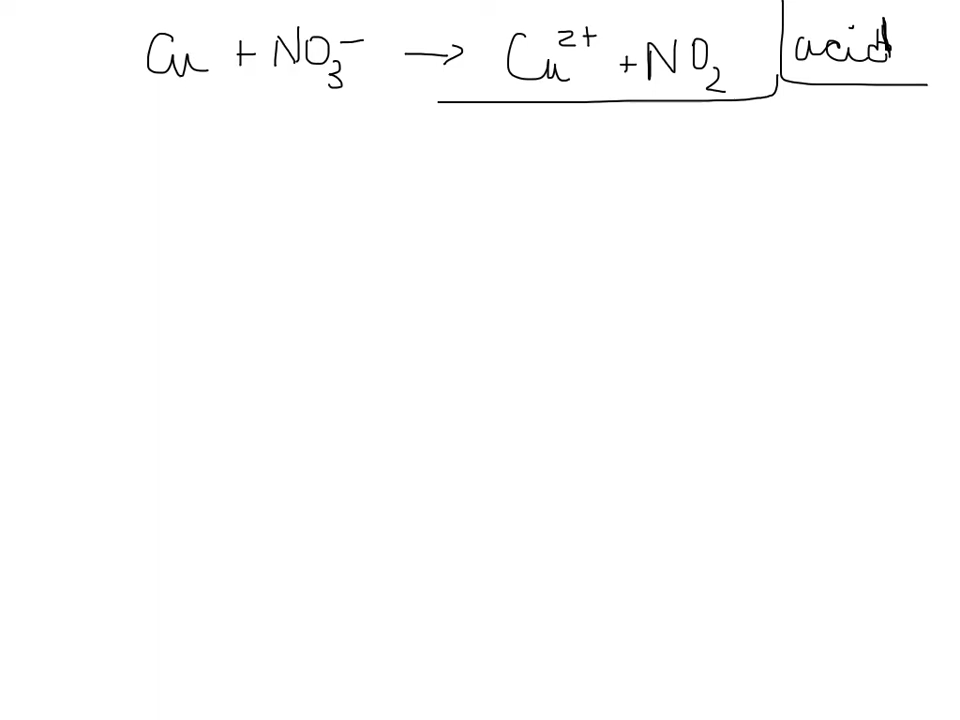 Cu + NO₃⁻ → Cu²⁺ + NO₂ acid